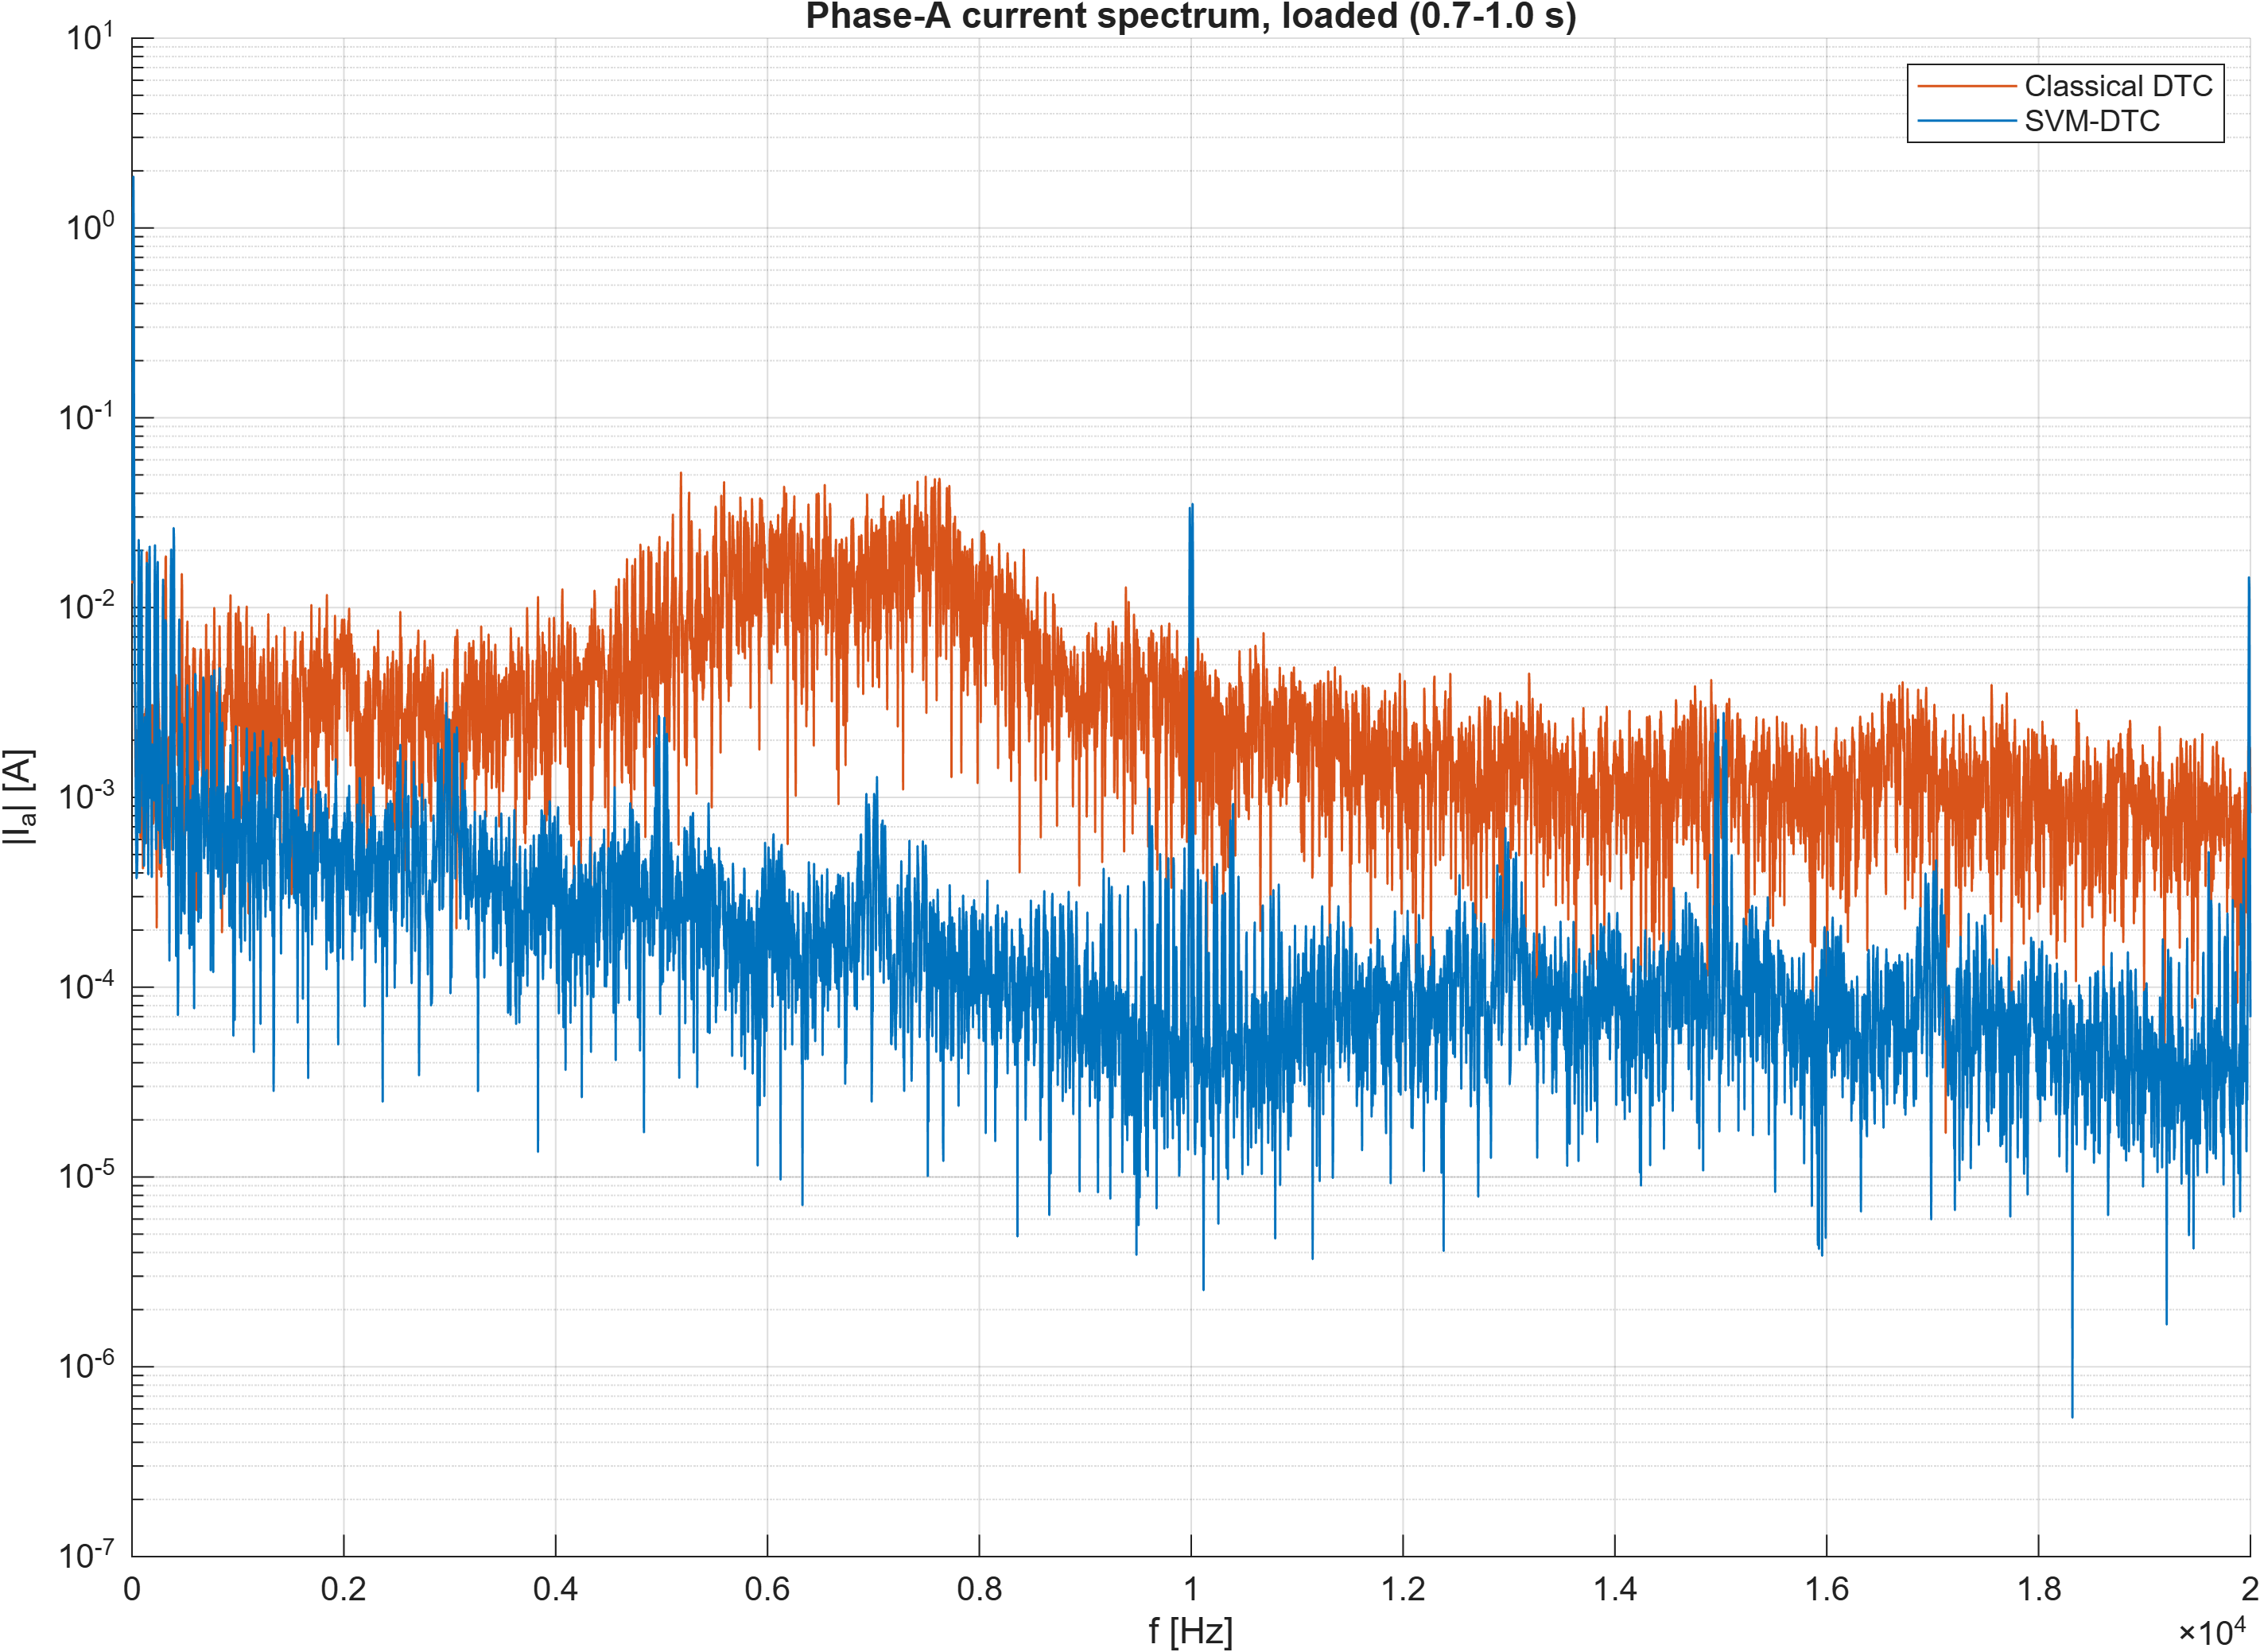 Phase-A current spectrum, loaded (0.7-1.0 s)
10^1
10^0
10^-1
10^-2
10^-3
10^-4
10^-5
10^-6
10^-7
|I_a| [A]
Classical DTC
SVM-DTC
0 0.2 0.4 0.6 0.8 1 1.2 1.4 1.6 1.8 2
f [Hz]
×10^4